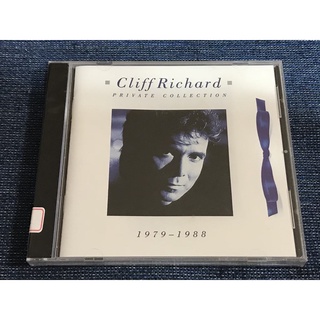 Cliff Richard
PRIVATE COLLECTION
1979–1988